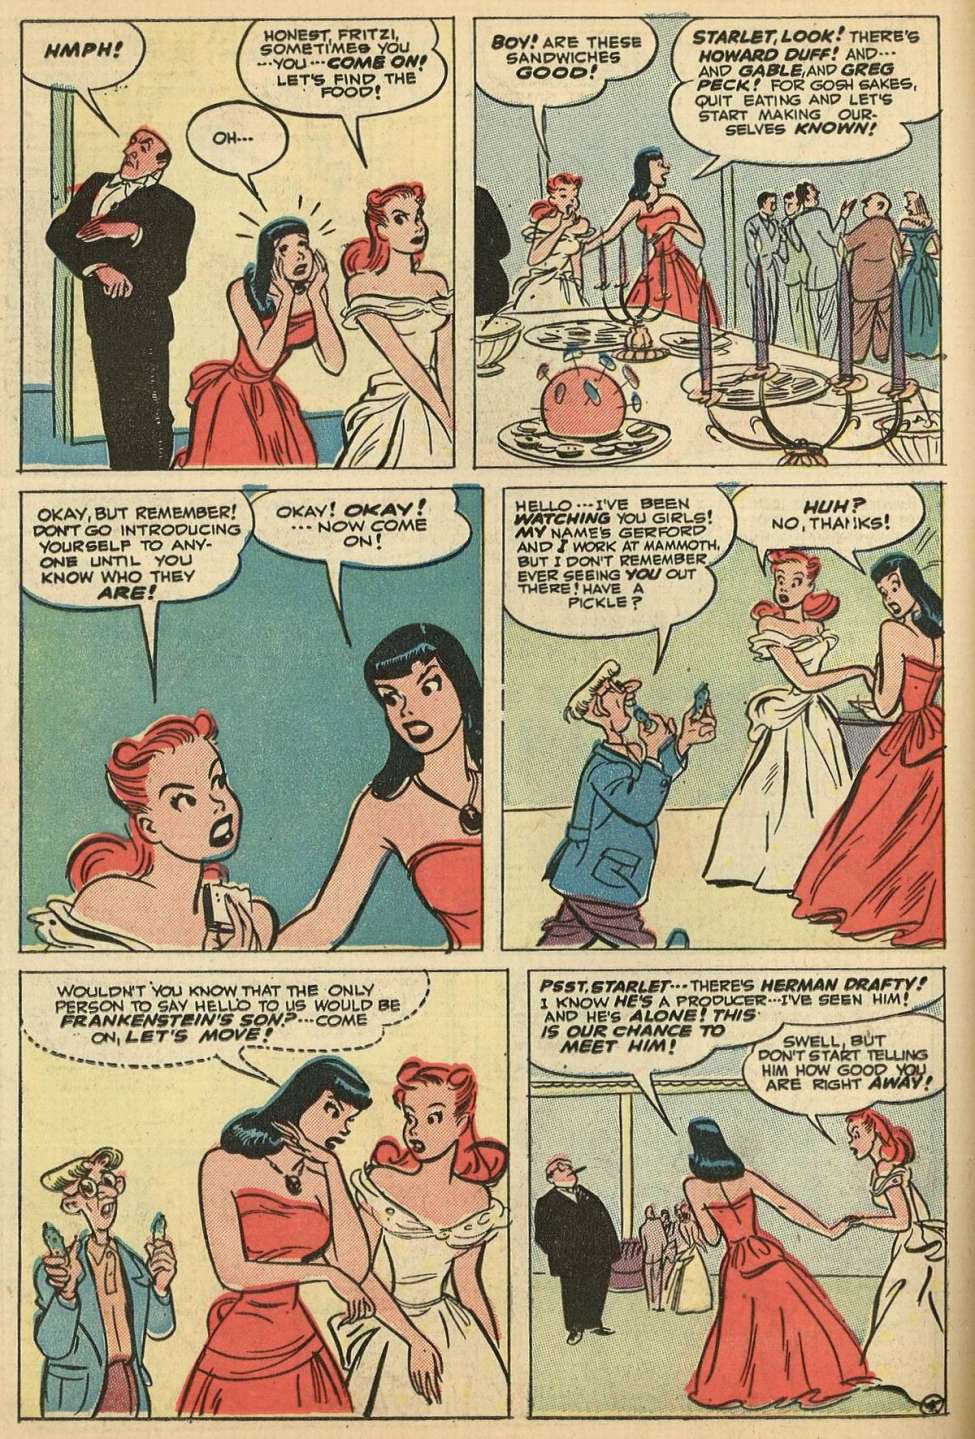 HMPH!
OH---
HONEST, FRITZI,
SOMETIMES YOU
---YOU---COME ON!
LET'S FIND THE
FOOD!
BOY! ARE THESE
SANDWICHES
GOOD!
STARLET, LOOK! THERE'S
HOWARD DUFF! AND---
AND GABLE, AND GREG
PECK! FOR GOSH SAKES,
QUIT EATING AND LET'S
START MAKING OUR-
SELVES KNOWN!
OKAY, BUT REMEMBER!
DON'T GO INTRODUCING
YOURSELF TO ANY-
ONE UNTIL YOU
KNOW WHO THEY
ARE!
OKAY! OKAY!
---NOW COME
ON!
HELLO---I'VE BEEN
WATCHING YOU GIRLS!
MY NAME'S GERFORD
AND I WORK AT MAMMOTH,
BUT I DON'T REMEMBER
EVER SEEING YOU OUT
THERE! HAVE A
PICKLE?
HUH?
NO, THANKS!
WOULDN'T YOU KNOW THAT THE ONLY
PERSON TO SAY HELLO TO US WOULD BE
FRANKENSTEIN'S SON?---COME
ON, LET'S MOVE!
PSST, STARLET---THERE'S HERMAN DRAFTY!
I KNOW HE'S A PRODUCER---I'VE SEEN HIM!
AND HE'S ALONE! THIS
IS OUR CHANCE TO
MEET HIM!
SWELL, BUT
DON'T START TELLING
HIM HOW GOOD YOU
ARE RIGHT AWAY!